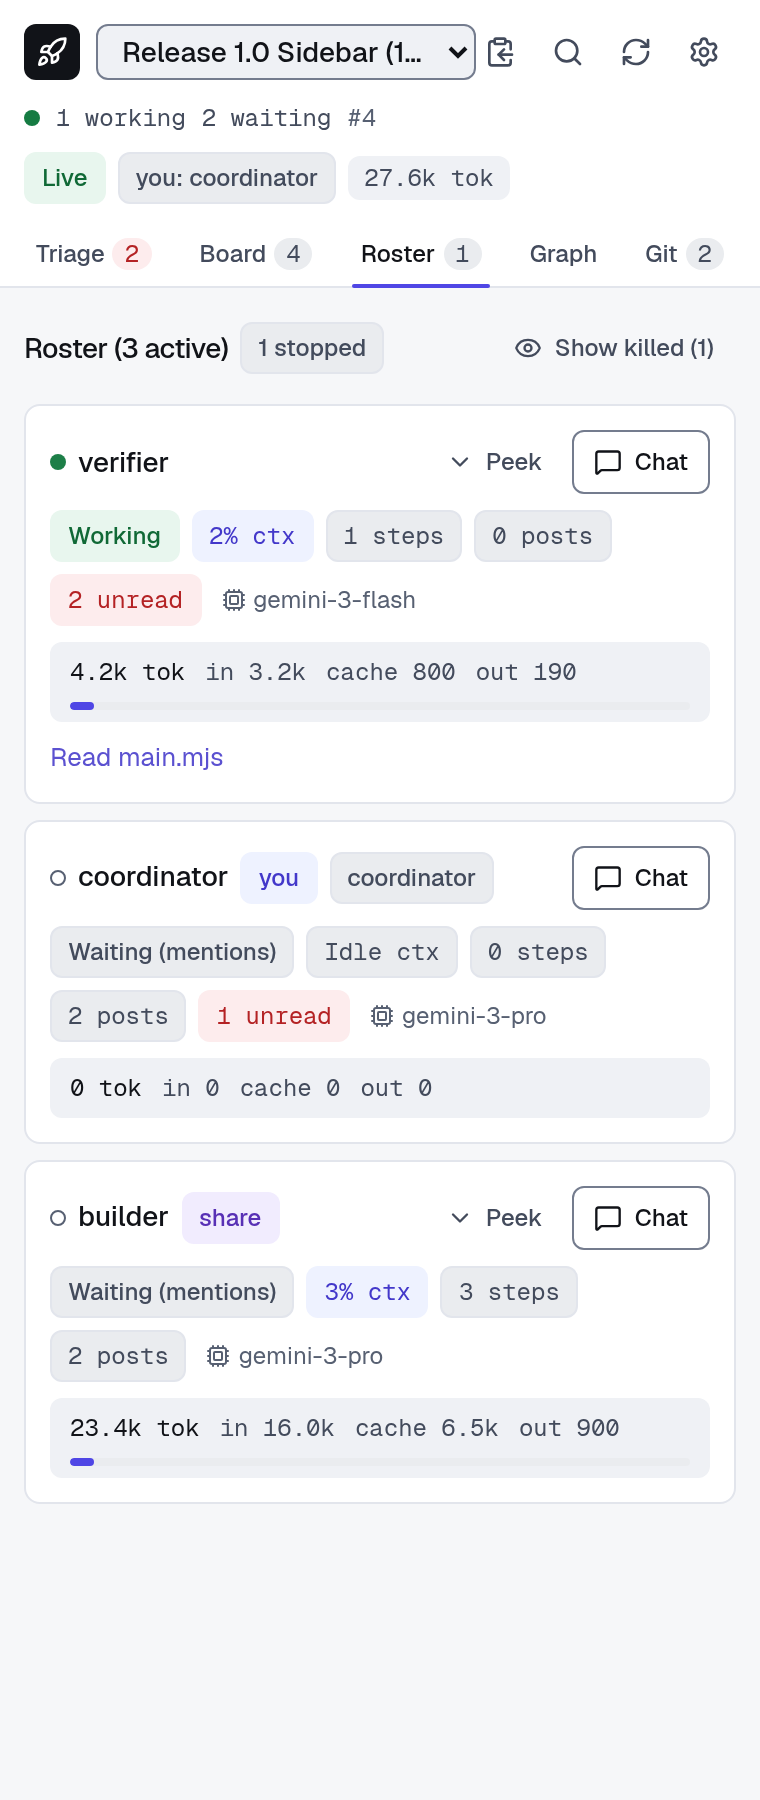 Release 1.0 Sidebar (1...
1 working 2 waiting #4
Live you: coordinator 27.6k tok
Triage 2 Board 4 Roster 1 Graph Git 2
Roster (3 active) 1 stopped Show killed (1)
verifier Peek Chat
Working 2% ctx 1 steps 0 posts
2 unread gemini-3-flash
4.2k tok in 3.2k cache 800 out 190
Read main.mjs
coordinator you coordinator Chat
Waiting (mentions) Idle ctx 0 steps
2 posts 1 unread gemini-3-pro
0 tok in 0 cache 0 out 0
builder share Peek Chat
Waiting (mentions) 3% ctx 3 steps
2 posts gemini-3-pro
23.4k tok in 16.0k cache 6.5k out 900